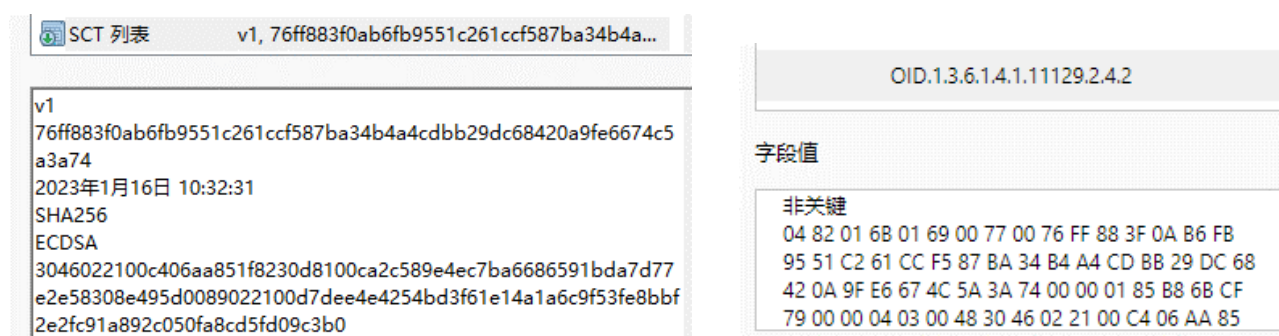 SCT 列表 v1, 76ff883f0ab6fb9551c261ccf587ba34b4a...
v1
76ff883f0ab6fb9551c261ccf587ba34b4a4cdbb29dc68420a9fe6674c5
a3a74
2023年1月16日 10:32:31
SHA256
ECDSA
3046022100c406aa851f8230d8100ca2c589e4ec7ba6686591bda7d77
e2e58308e495d0089022100d7dee4e4254bd3f61e14a1a6c9f53fe8bbf
2e2fc91a892c050fa8cd5fd09c3b0
OID.1.3.6.1.4.1.11129.2.4.2
字段值
非关键
04 82 01 6B 01 69 00 77 00 76 FF 88 3F 0A B6 FB
95 51 C2 61 CC F5 87 BA 34 B4 A4 CD BB 29 DC 68
42 0A 9F E6 67 4C 5A 3A 74 00 00 01 85 B8 6B CF
79 00 00 04 03 00 48 30 46 02 21 00 C4 06 AA 85